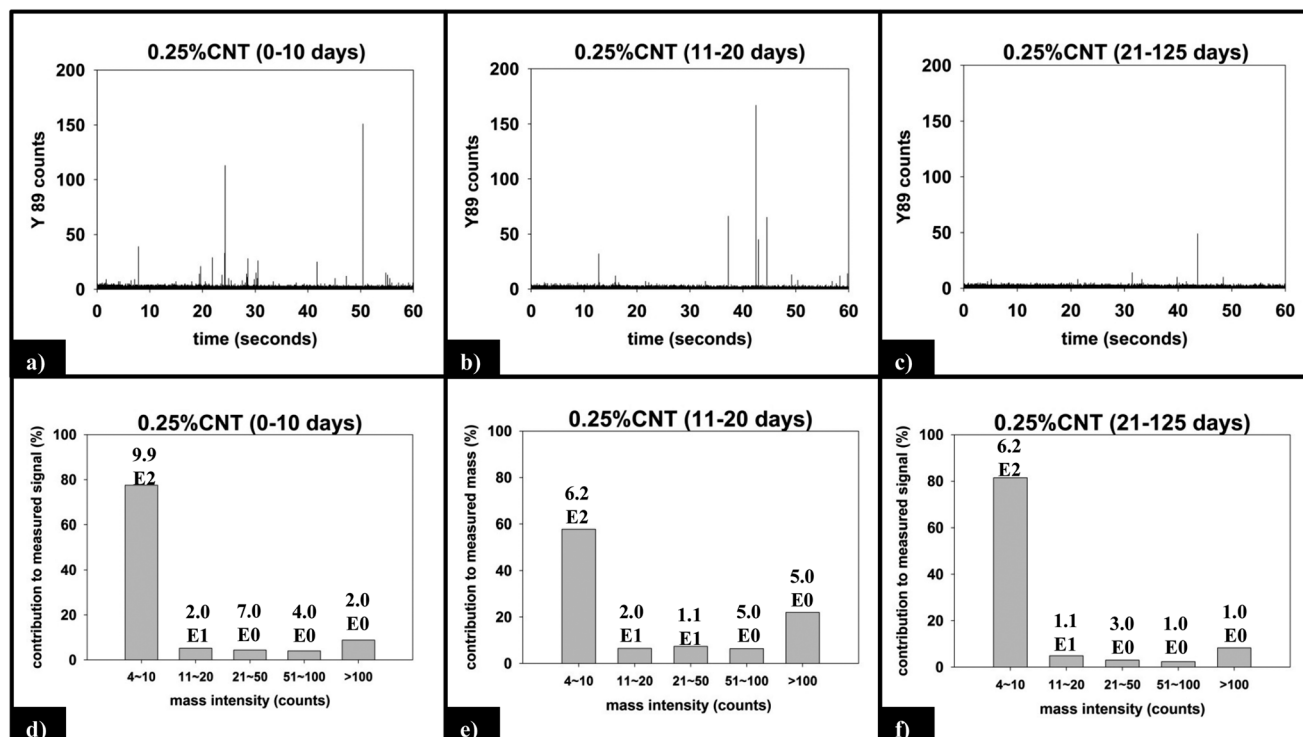 0.25%CNT (0-10 days)
200
150
100
50
0
Y 89 counts
0 10 20 30 40 50 60
time (seconds)
a)
0.25%CNT (11-20 days)
200
150
100
50
0
Y89 counts
0 10 20 30 40 50 60
time (seconds)
b)
0.25%CNT (21-125 days)
200
150
100
50
0
Y89 counts
0 10 20 30 40 50 60
time (seconds)
c)
0.25%CNT (0-10 days)
100
80
60
40
20
0
contribution to measured signal (%)
9.9
E2
2.0
E1
7.0
E0
4.0
E0
2.0
E0
4~10 11~20 21~50 51~100 >100
mass intensity (counts)
d)
0.25%CNT (11-20 days)
100
80
60
40
20
0
contribution to measured mass (%)
6.2
E2
2.0
E1
1.1
E1
5.0
E0
5.0
E0
4~10 11~20 21~50 51~100 >100
mass intensity (counts)
e)
0.25%CNT (21-125 days)
100
80
60
40
20
0
contribution to measured signal (%)
6.2
E2
1.1
E1
3.0
E0
1.0
E0
1.0
E0
4~10 11~20 21~50 51~100 >100
mass intensity (counts)
f)